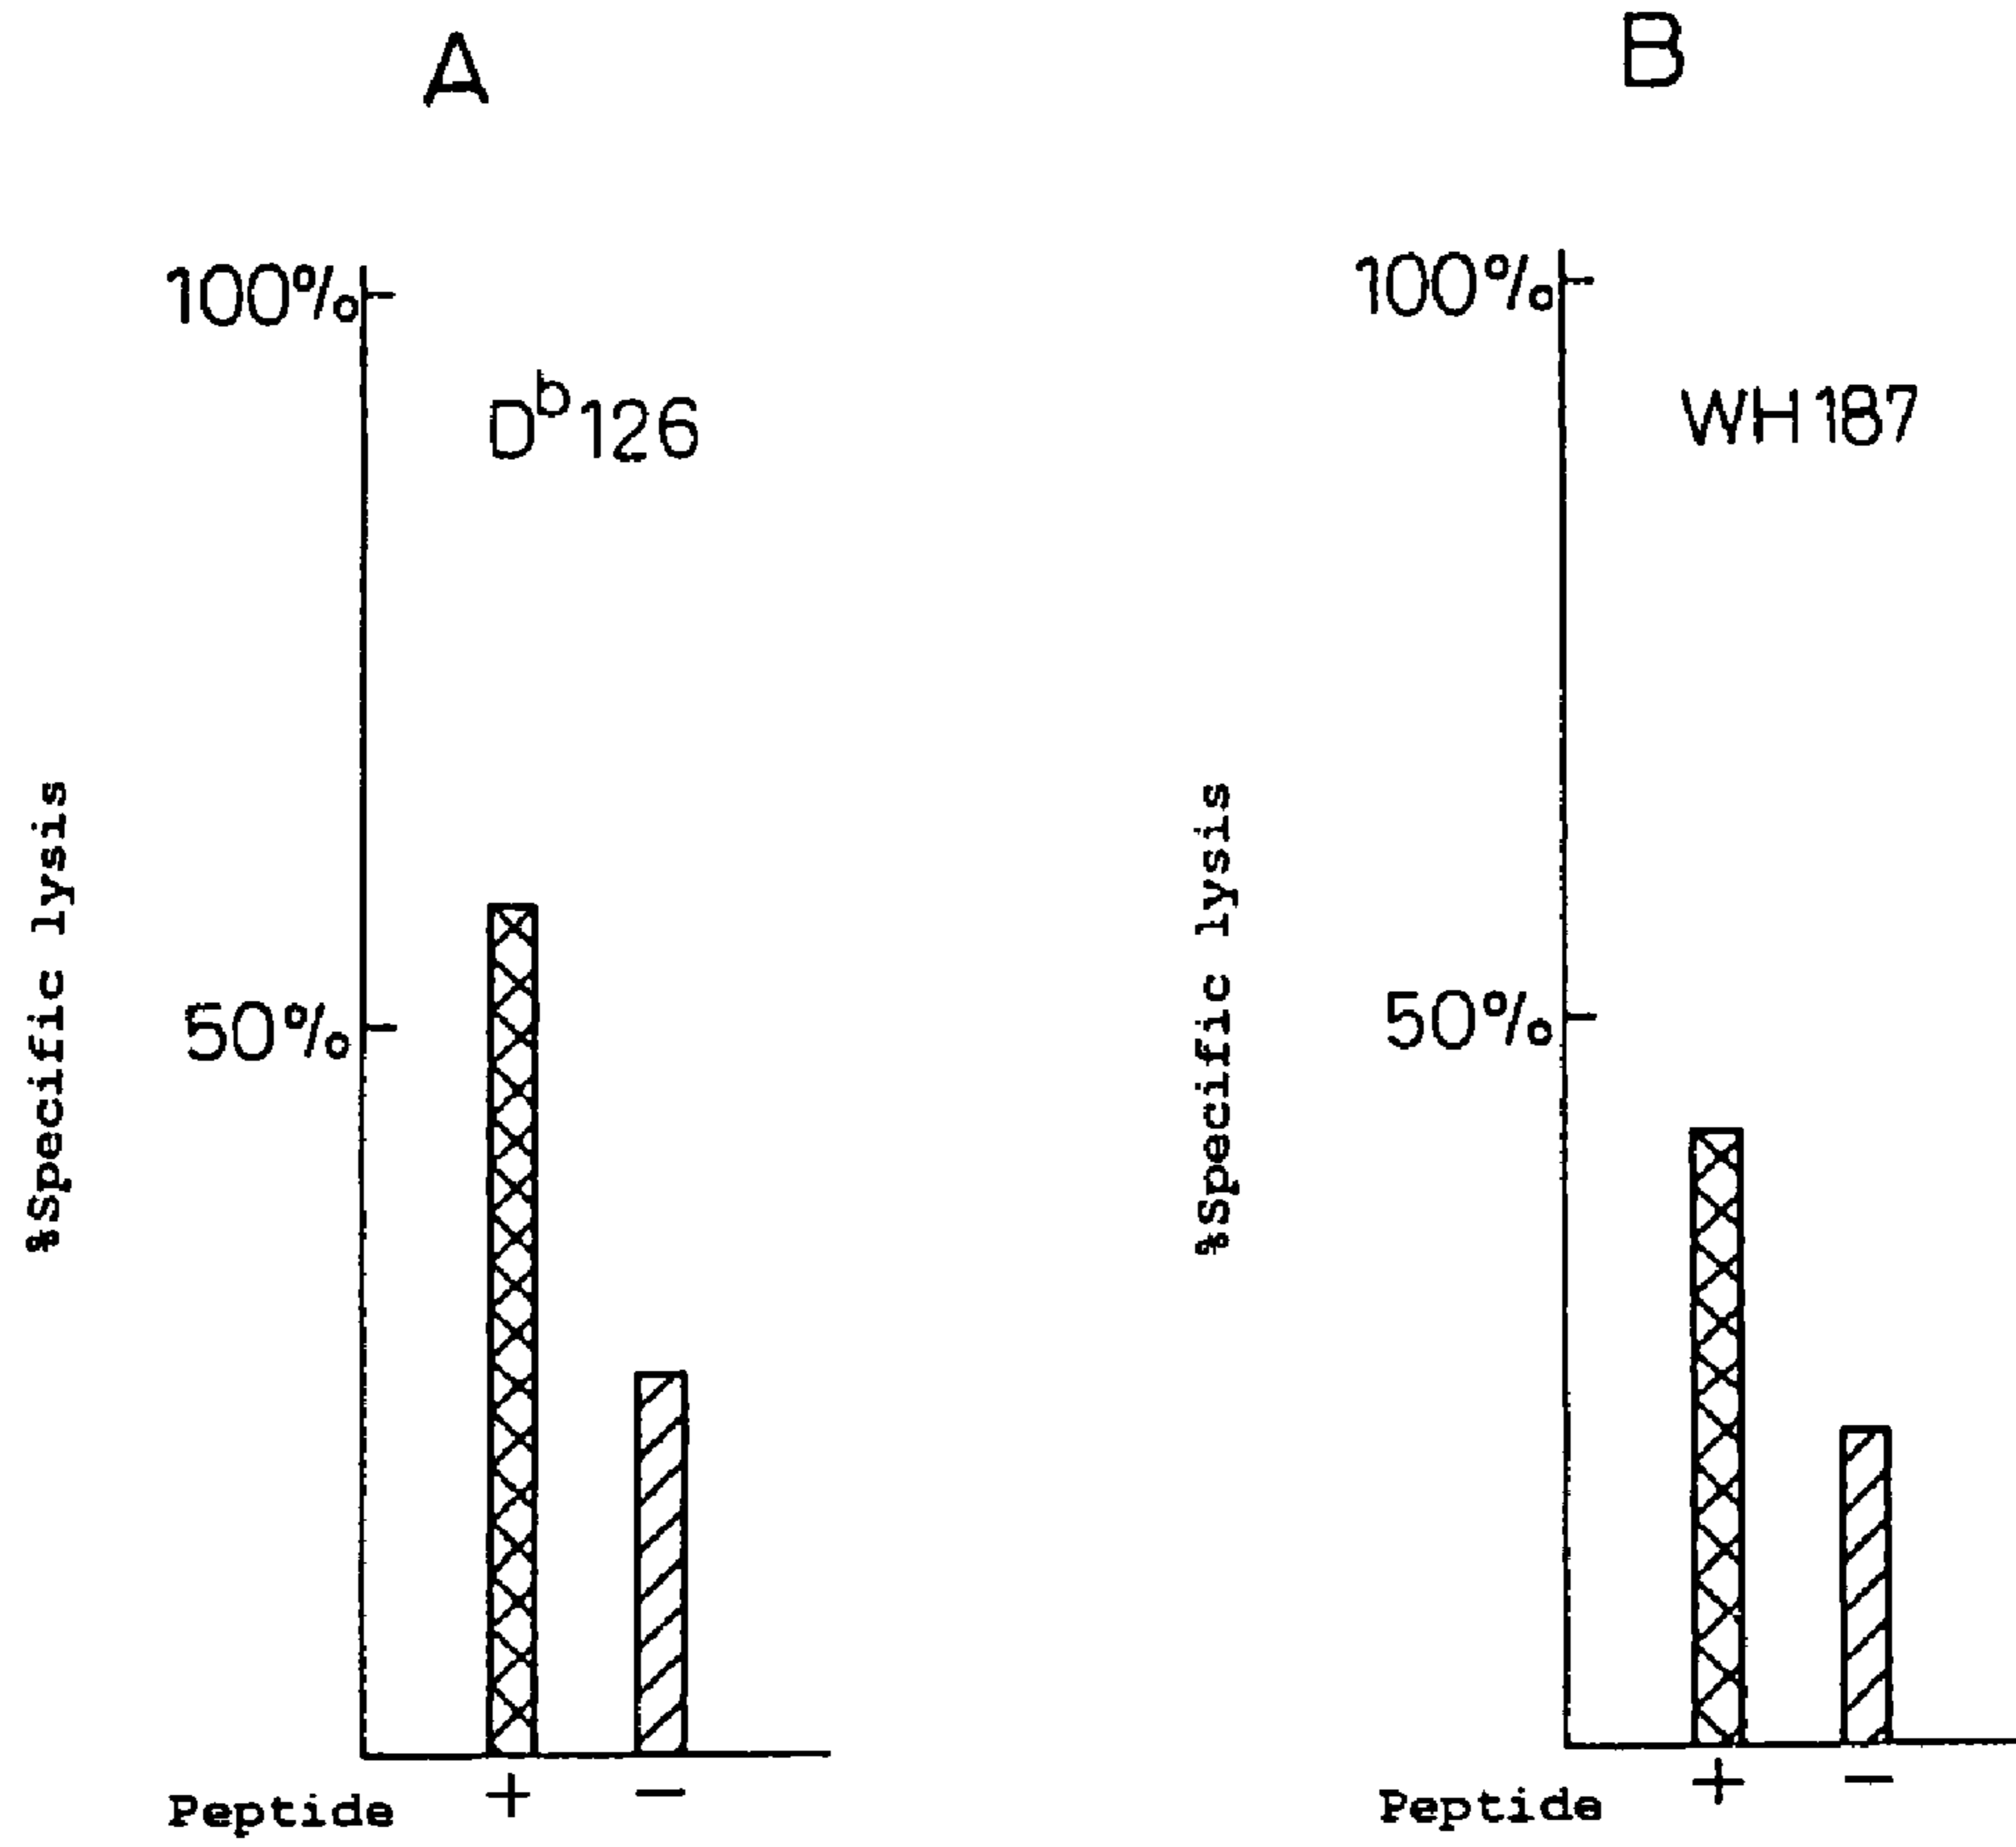 A
100%
D^b126
50%
%Specific lysis
Peptide + −
B
100%
WH187
50%
%Specific lysis
Peptide + −